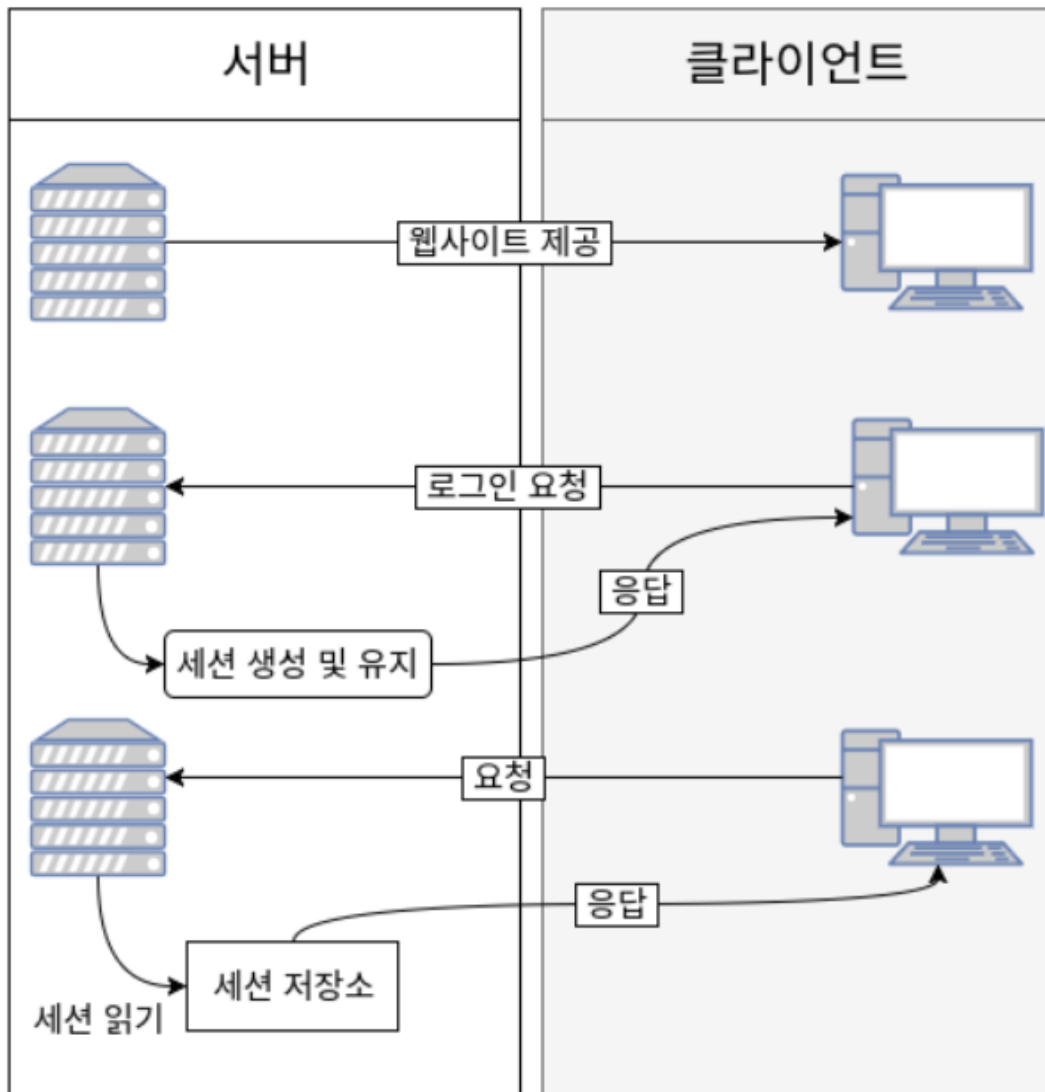 서버
클라이언트
웹사이트 제공
로그인 요청
응답
세션 생성 및 유지
요청
응답
세션 저장소
세션 읽기